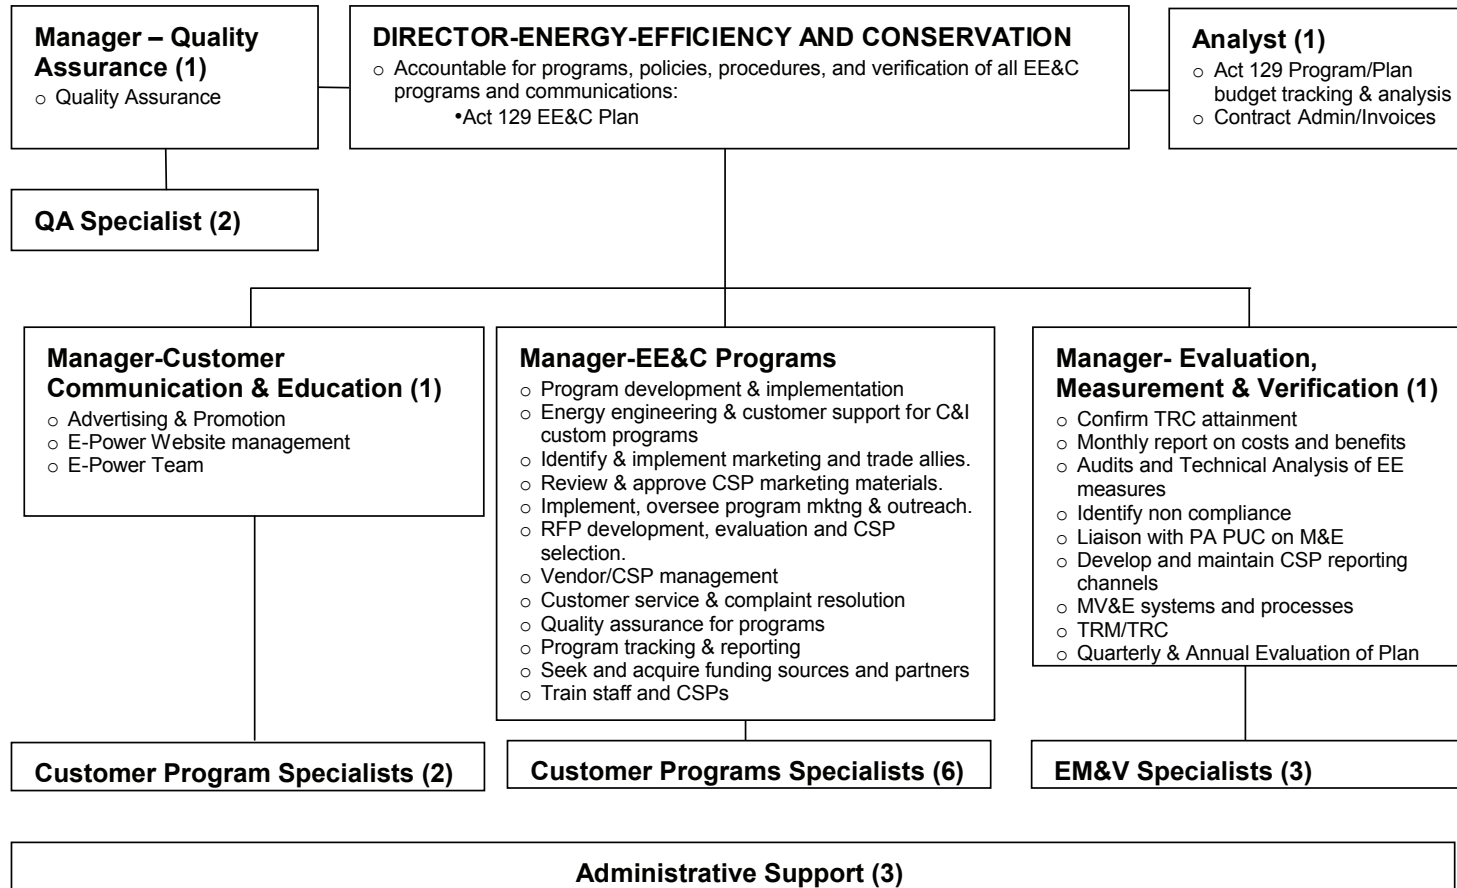 Manager – Quality
Assurance (1)
o Quality Assurance
DIRECTOR-ENERGY-EFFICIENCY AND CONSERVATION
o Accountable for programs, policies, procedures, and verification of all EE&C
programs and communications:
•Act 129 EE&C Plan
Analyst (1)
o Act 129 Program/Plan
budget tracking & analysis
o Contract Admin/Invoices
QA Specialist (2)
Manager-Customer
Communication & Education (1)
o Advertising & Promotion
o E-Power Website management
o E-Power Team
Manager-EE&C Programs
o Program development & implementation
o Energy engineering & customer support for C&I
custom programs
o Identify & implement marketing and trade allies.
o Review & approve CSP marketing materials.
o Implement, oversee program mktng & outreach.
o RFP development, evaluation and CSP
selection.
o Vendor/CSP management
o Customer service & complaint resolution
o Quality assurance for programs
o Program tracking & reporting
o Seek and acquire funding sources and partners
o Train staff and CSPs
Manager- Evaluation,
Measurement & Verification (1)
o Confirm TRC attainment
o Monthly report on costs and benefits
o Audits and Technical Analysis of EE
measures
o Identify non compliance
o Liaison with PA PUC on M&E
o Develop and maintain CSP reporting
channels
o MV&E systems and processes
o TRM/TRC
o Quarterly & Annual Evaluation of Plan
Customer Program Specialists (2)
Customer Programs Specialists (6)
EM&V Specialists (3)
Administrative Support (3)